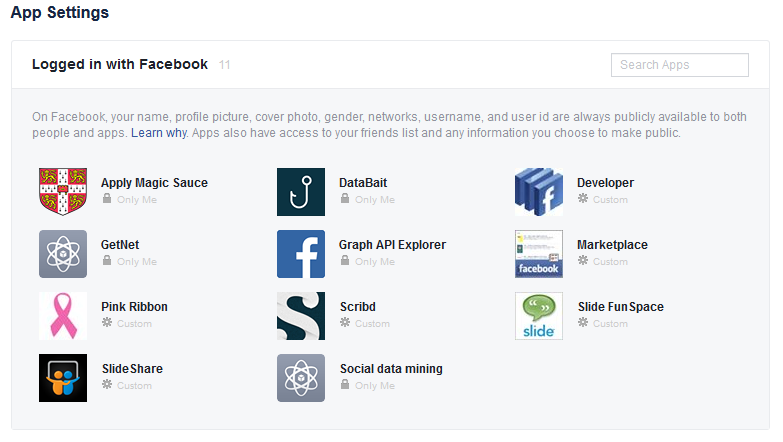 App Settings
Logged in with Facebook 11
Search Apps
On Facebook, your name, profile picture, cover photo, gender, networks, username, and user id are always publicly available to both
people and apps. Learn why. Apps also have access to your friends list and any information you choose to make public.
Apply Magic Sauce
Only Me
DataBait
Only Me
Developer
Custom
GetNet
Only Me
Graph API Explorer
Only Me
facebook
Marketplace
Custom
Pink Ribbon
Custom
Scribd
Custom
slide
Slide FunSpace
Custom
SlideShare
Custom
Social data mining
Only Me